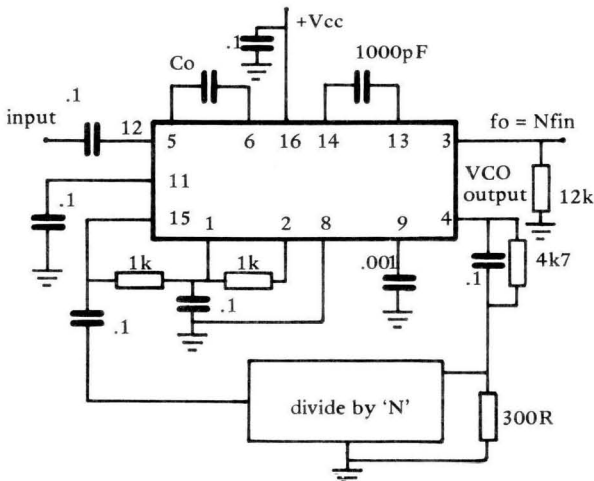 +Vcc
.1
Co
1000pF
.1
input
12
5
6
16
14
13
3
fo = Nfin
11
VCO
output
12k
.1
15
1
2
8
9
4
1k
1k
.001
.1
4k7
.1
.1
divide by 'N'
300R